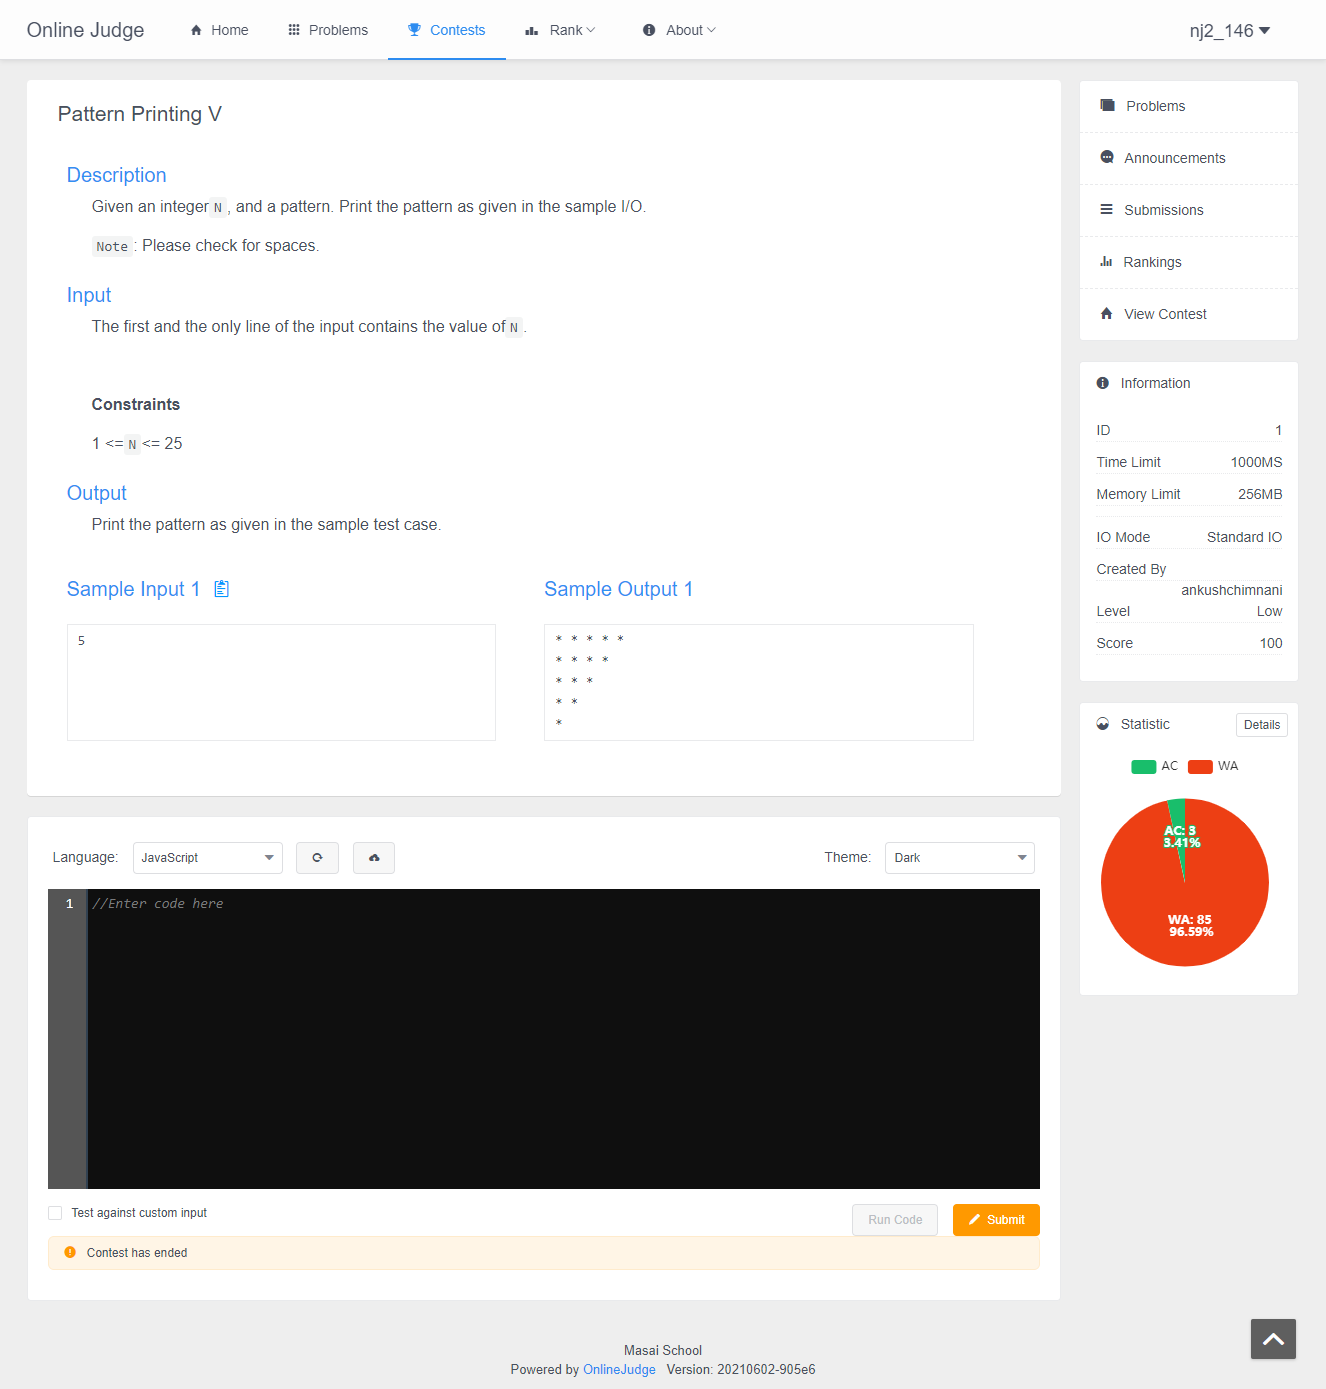 Online Judge
Home
Problems
Contests
Rank
About
nj2_146
Pattern Printing V
Description
Given an integer N , and a pattern. Print the pattern as given in the sample I/O.
Note : Please check for spaces.
Input
The first and the only line of the input contains the value of N .
Constraints
1 <= N <= 25
Output
Print the pattern as given in the sample test case.
Sample Input 1
5
Sample Output 1
* * * * *
* * * *
* * *
* *
*
Language:
JavaScript
Theme:
Dark
1
//Enter code here
Test against custom input
Run Code
Submit
Contest has ended
Problems
Announcements
Submissions
Rankings
View Contest
Information
ID 1
Time Limit 1000MS
Memory Limit 256MB
IO Mode Standard IO
Created By
ankushchimnani
Level Low
Score 100
Statistic
Details
AC WA
AC: 3
3.41%
WA: 85
96.59%
Masai School
Powered by OnlineJudge Version: 20210602-905e6